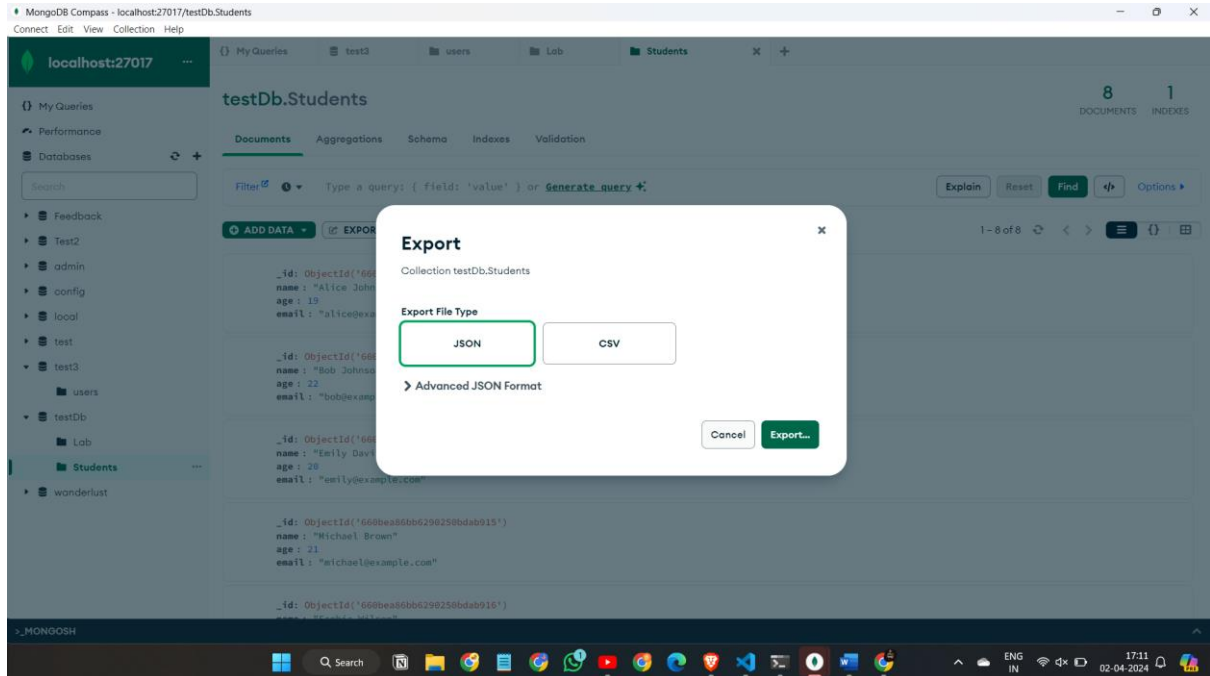 MongoDB Compass - localhost:27017/testDb.Students
Connect Edit View Collection Help
localhost:27017 ...
{} My Queries test3 users Lab Students
My Queries
Performance
Databases
Search
Feedback
Test2
admin
config
local
test
test3
users
testDb
Lab
Students ...
wanderlust
testDb.Students
8 DOCUMENTS 1 INDEXES
Documents Aggregations Schema Indexes Validation
Filter Type a query: { field: 'value' } or Generate query Explain Reset Find </> Options
ADD DATA EXPOR 1 - 8 of 8 {}
_id: ObjectId('660
name : "Alice John
age : 19
email : "alice@exa
_id: ObjectId('660
name : "Bob Johnso
age : 22
email : "bob@examp
_id: ObjectId('660
name : "Emily Davi
age : 20
email : "emily@example.com"
_id: ObjectId('660bea86bb6290250bdab915')
name : "Michael Brown"
age : 21
email : "michael@example.com"
_id: ObjectId('660bea86bb6290250bdab916')
Export
Collection testDb.Students
Export File Type
JSON CSV
Advanced JSON Format
Cancel Export...
>_MONGOSH
Search
ENG
IN
17:11
02-04-2024